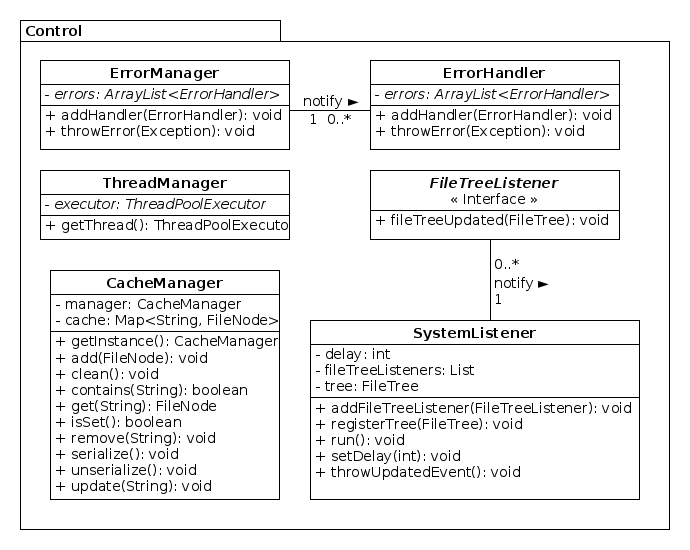 Control
ErrorManager
- errors: ArrayList<ErrorHandler>
+ addHandler(ErrorHandler): void
+ throwError(Exception): void
notify ►
1 0..*
ErrorHandler
- errors: ArrayList<ErrorHandler>
+ addHandler(ErrorHandler): void
+ throwError(Exception): void
ThreadManager
- executor: ThreadPoolExecutor
+ getThread(): ThreadPoolExecuto
FileTreeListener
« Interface »
+ fileTreeUpdated(FileTree): void
0..*
notify ►
1
CacheManager
- manager: CacheManager
- cache: Map<String, FileNode>
+ getInstance(): CacheManager
+ add(FileNode): void
+ clean(): void
+ contains(String): boolean
+ get(String): FileNode
+ isSet(): boolean
+ remove(String): void
+ serialize(): void
+ unserialize(): void
+ update(String): void
SystemListener
- delay: int
- fileTreeListeners: List
- tree: FileTree
+ addFileTreeListener(FileTreeListener): void
+ registerTree(FileTree): void
+ run(): void
+ setDelay(int): void
+ throwUpdatedEvent(): void